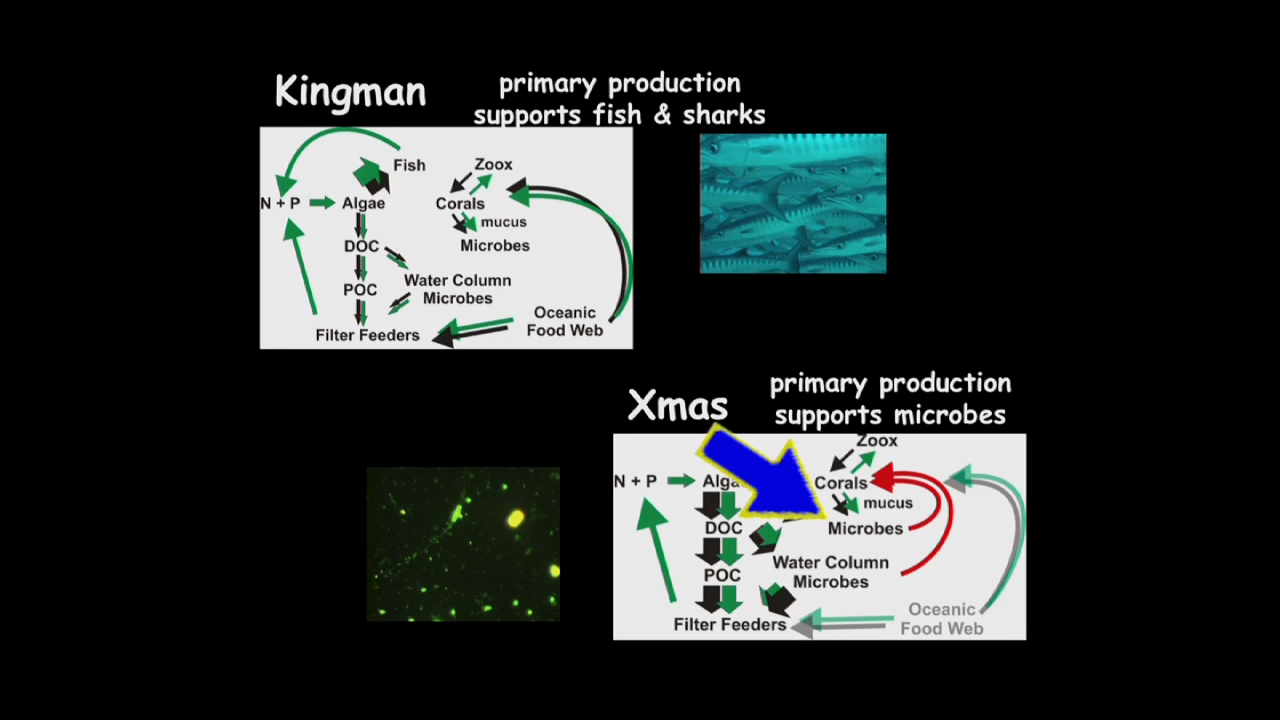 Kingman
primary production
supports fish & sharks
Fish
Zoox
N + P
Algae
Corals
mucus
DOC
Microbes
Water Column
Microbes
POC
Oceanic
Food Web
Filter Feeders
Xmas
primary production
supports microbes
Zoox
N + P
Alga
Corals
mucus
DOC
Microbes
Water Column
Microbes
POC
Oceanic
Food Web
Filter Feeders